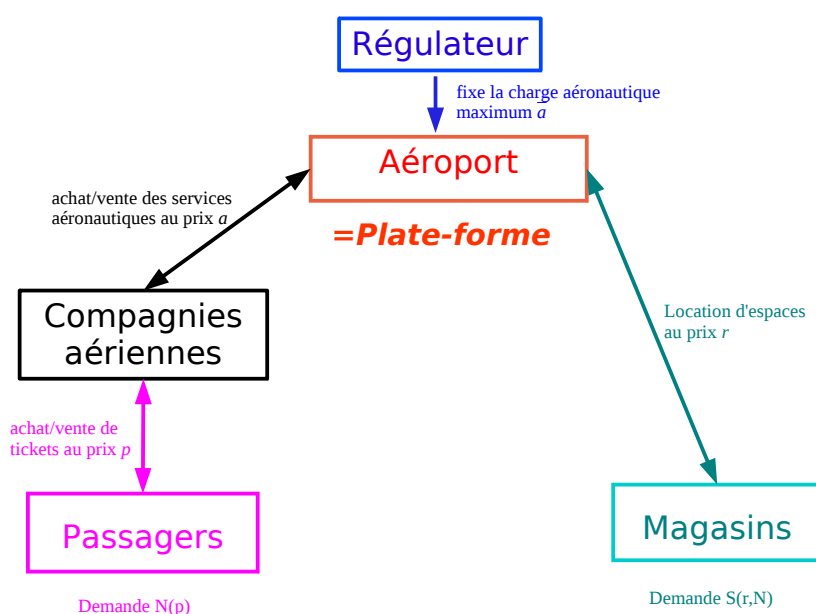 Régulateur
fixe la charge aéronautique
maximum a̅
Aéroport
=Plate-forme
achat/vente des services
aéronautiques au prix a
Compagnies
aériennes
Location d'espaces
au prix r
achat/vente de
tickets au prix p
Passagers
Magasins
Demande N(p)
Demande S(r,N)